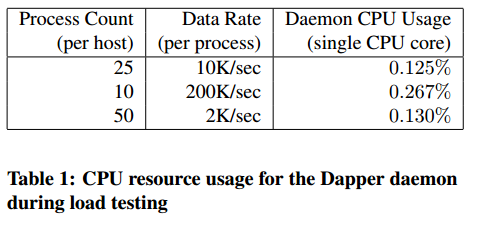 Process Count Data Rate Daemon CPU Usage
(per host) (per process) (single CPU core)
25 10K/sec 0.125%
10 200K/sec 0.267%
50 2K/sec 0.130%
Table 1: CPU resource usage for the Dapper daemon
during load testing